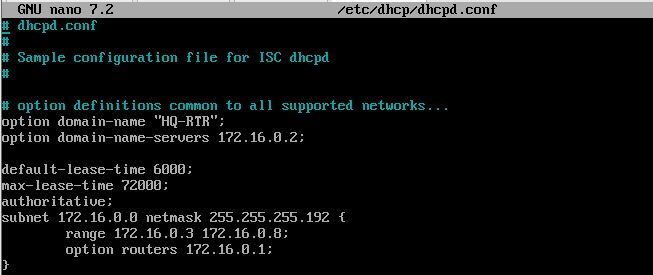 GNU nano 7.2 /etc/dhcp/dhcpd.conf
# dhcpd.conf
#
# Sample configuration file for ISC dhcpd
#
# option definitions common to all supported networks...
option domain-name "HQ-RTR";
option domain-name-servers 172.16.0.2;
default-lease-time 6000;
max-lease-time 72000;
authoritative;
subnet 172.16.0.0 netmask 255.255.255.192 {
range 172.16.0.3 172.16.0.8;
option routers 172.16.0.1;
}